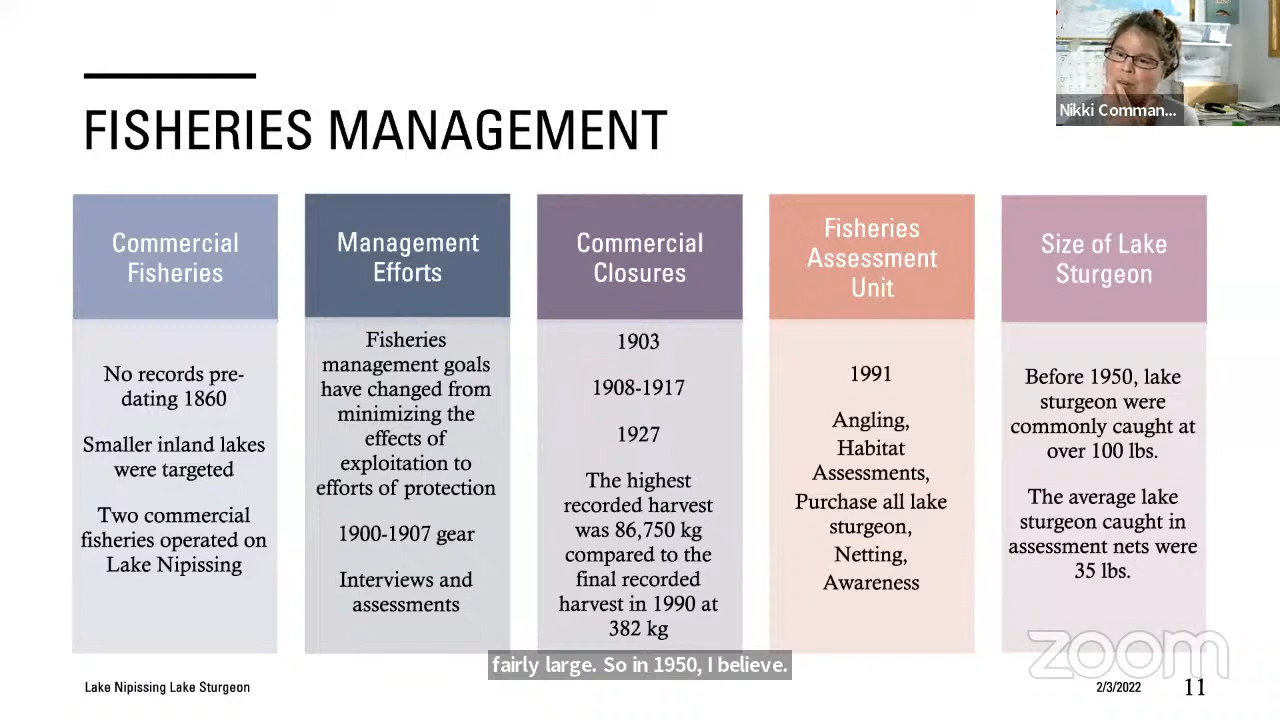 Nikki Comman...
FISHERIES MANAGEMENT
Commercial
Fisheries
No records pre-
dating 1860
Smaller inland lakes
were targeted
Two commercial
fisheries operated on
Lake Nipissing
Management
Efforts
Fisheries
management goals
have changed from
minimizing the
effects of
exploitation to
efforts of protection
1900-1907 gear
Interviews and
assessments
Commercial
Closures
1903
1908-1917
1927
The highest
recorded harvest
was 86,750 kg
compared to the
final recorded
harvest in 1990 at
382 kg
Fisheries
Assessment
Unit
1991
Angling,
Habitat
Assessments,
Purchase all lake
sturgeon,
Netting,
Awareness
Size of Lake
Sturgeon
Before 1950, lake
sturgeon were
commonly caught at
over 100 lbs.
The average lake
sturgeon caught in
assessment nets were
35 lbs.
zoom
fairly large. So in 1950, I believe.
Lake Nipissing Lake Sturgeon
2/3/2022
11